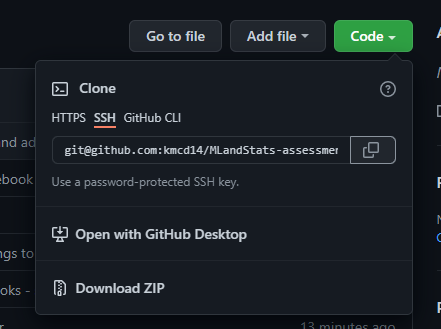 Go to file Add file Code
Clone
HTTPS SSH GitHub CLI
git@github.com:kmcd14/MLandStats-assessmen
Use a password-protected SSH key.
Open with GitHub Desktop
Download ZIP
and ad
ebook
ngs to
oks -
13 minutes ago